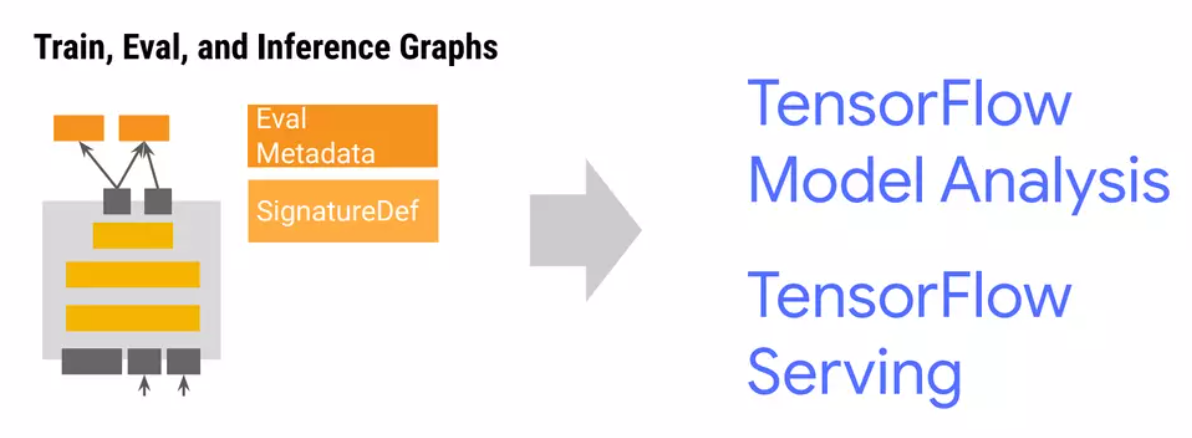 Train, Eval, and Inference Graphs
Eval
Metadata
SignatureDef
TensorFlow
Model Analysis
TensorFlow
Serving